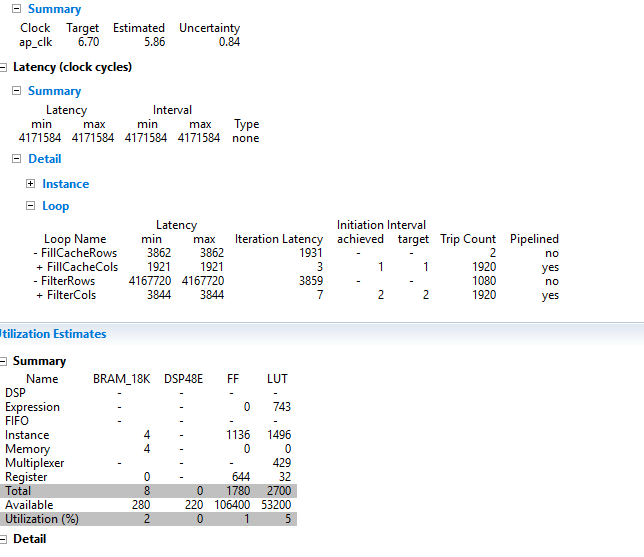 Summary
Clock Target Estimated Uncertainty
ap_clk 6.70 5.86 0.84
Latency (clock cycles)
Summary
Latency Interval
min max min max Type
4171584 4171584 4171584 4171584 none
Detail
Instance
Loop
Latency Initiation Interval
Loop Name min max Iteration Latency achieved target Trip Count Pipelined
- FillCacheRows 3862 3862 1931 - - 2 no
+ FillCacheCols 1921 1921 3 1 1 1920 yes
- FilterRows 4167720 4167720 3859 - - 1080 no
+ FilterCols 3844 3844 7 2 2 1920 yes
Utilization Estimates
Summary
Name BRAM_18K DSP48E FF LUT
DSP - - - -
Expression - - 0 743
FIFO - - - -
Instance 4 - 1136 1496
Memory 4 - 0 0
Multiplexer - - - 429
Register 0 - 644 32
Total 8 0 1780 2700
Available 280 220 106400 53200
Utilization (%) 2 0 1 5
Detail